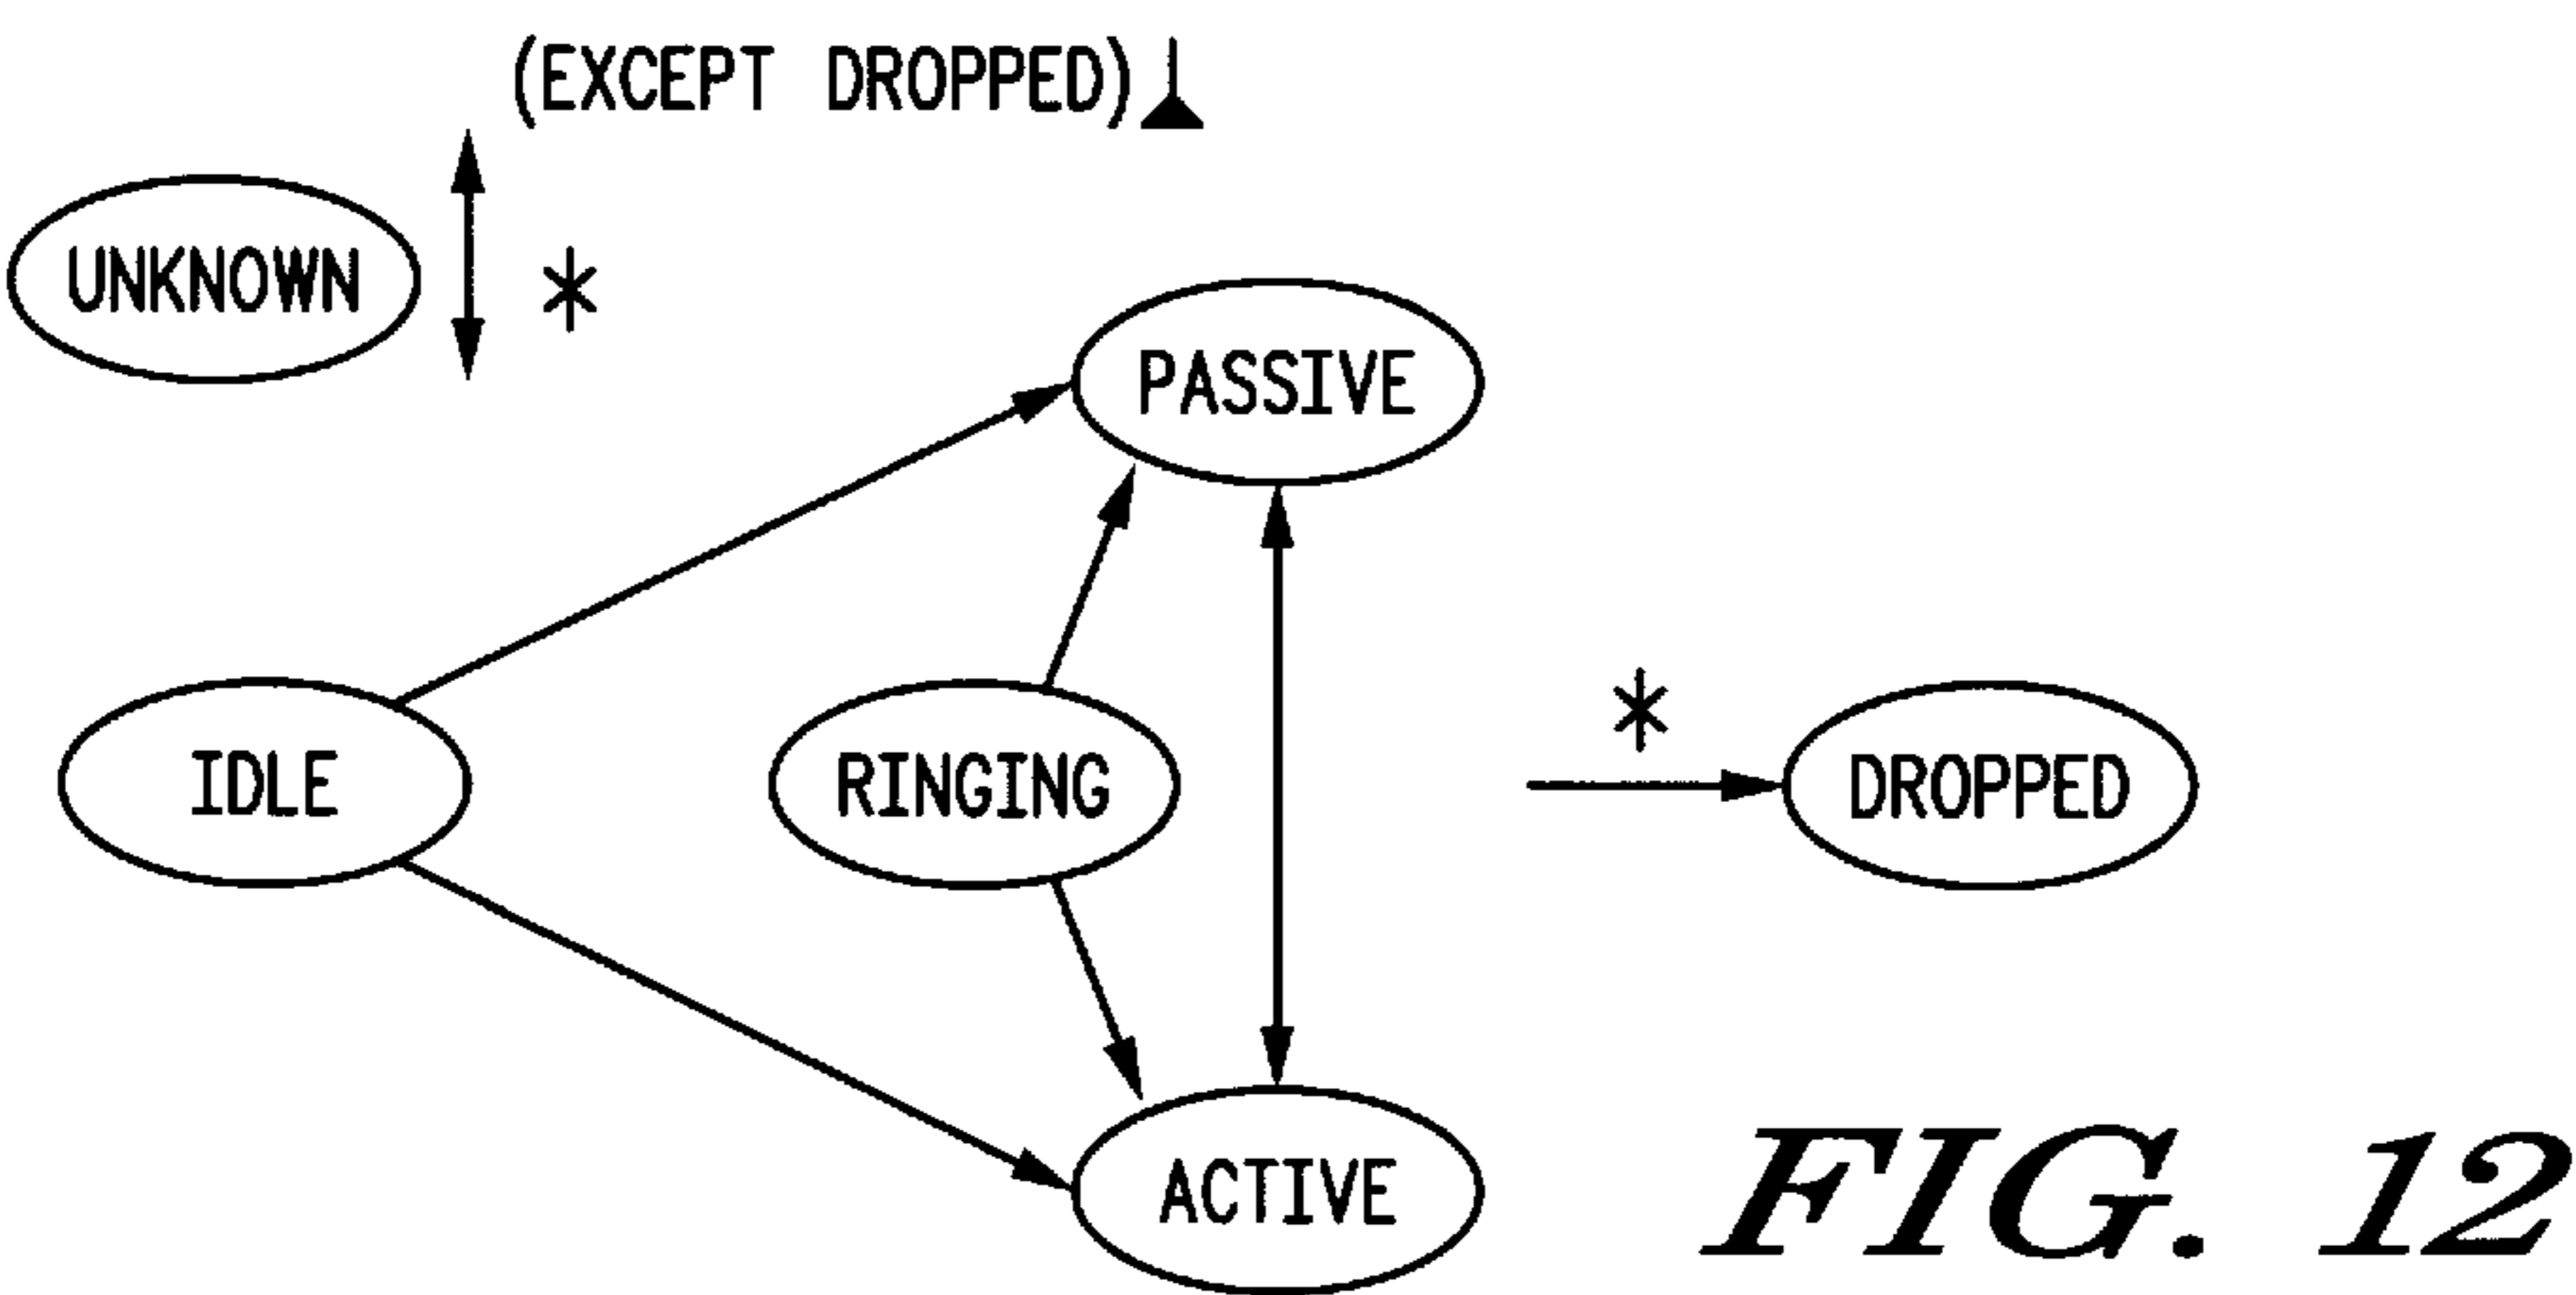 (EXCEPT DROPPED)
UNKNOWN
*
PASSIVE
*
IDLE
RINGING
DROPPED
ACTIVE
FIG. 12